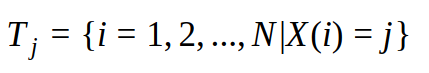 T_j = {i = 1, 2, ..., N|X(i) = j}